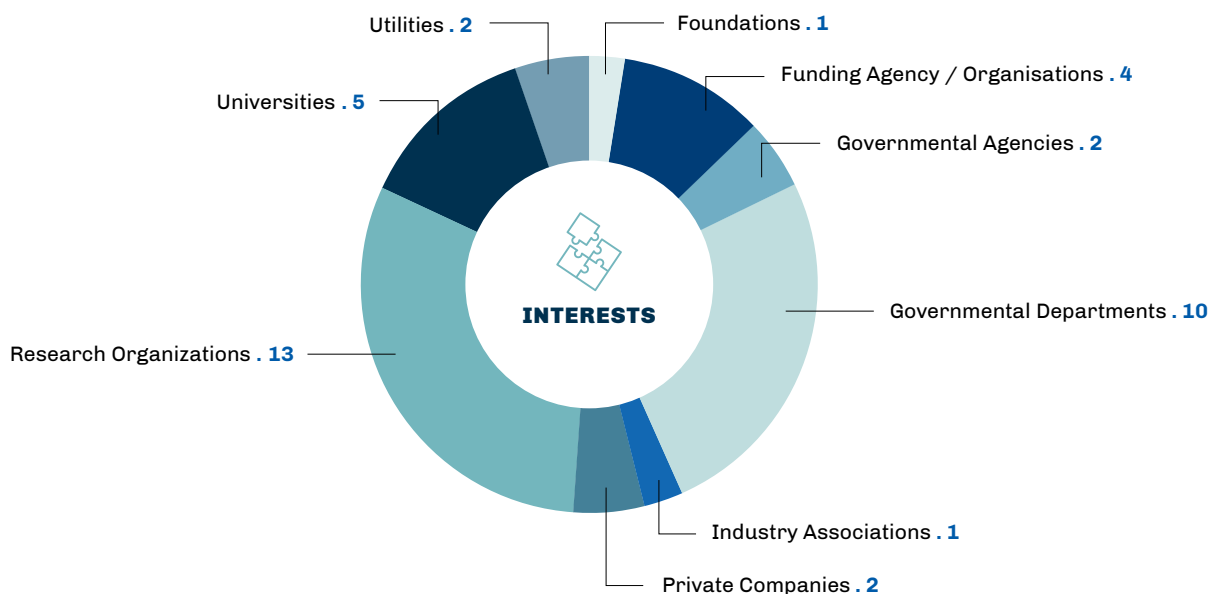 Utilities . 2
Foundations . 1
Funding Agency / Organisations . 4
Universities . 5
Governmental Agencies . 2
INTERESTS
Governmental Departments . 10
Research Organizations . 13
Industry Associations . 1
Private Companies . 2